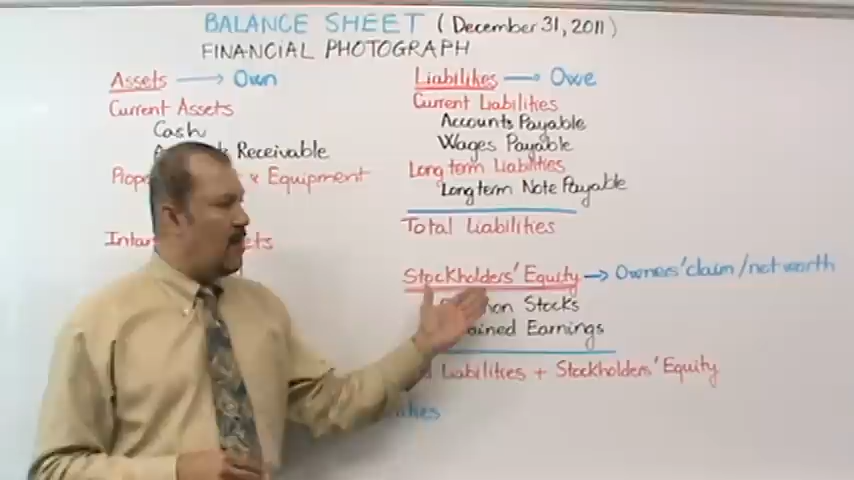 BALANCE SHEET (December 31, 2011)
FINANCIAL PHOTOGRAPH
Assets → Own
Current Assets
Cash
Receivable
& Equipment
Liabilities → Owe
Current Liabilities
Accounts Payable
Wages Payable
Long term Liabilities
Long term Note Payable
Total Liabilities
Stockholders' Equity → Owners' claim/net worth
Stocks
Earnings
Liabilities + Stockholders' Equity